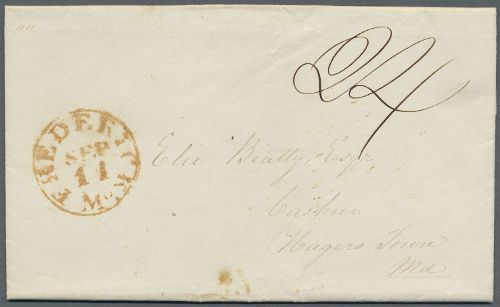 24
FREDERICK
SEP
11
Md
Elie Beatty, Esqr
Cashier
Hagers Town
Md